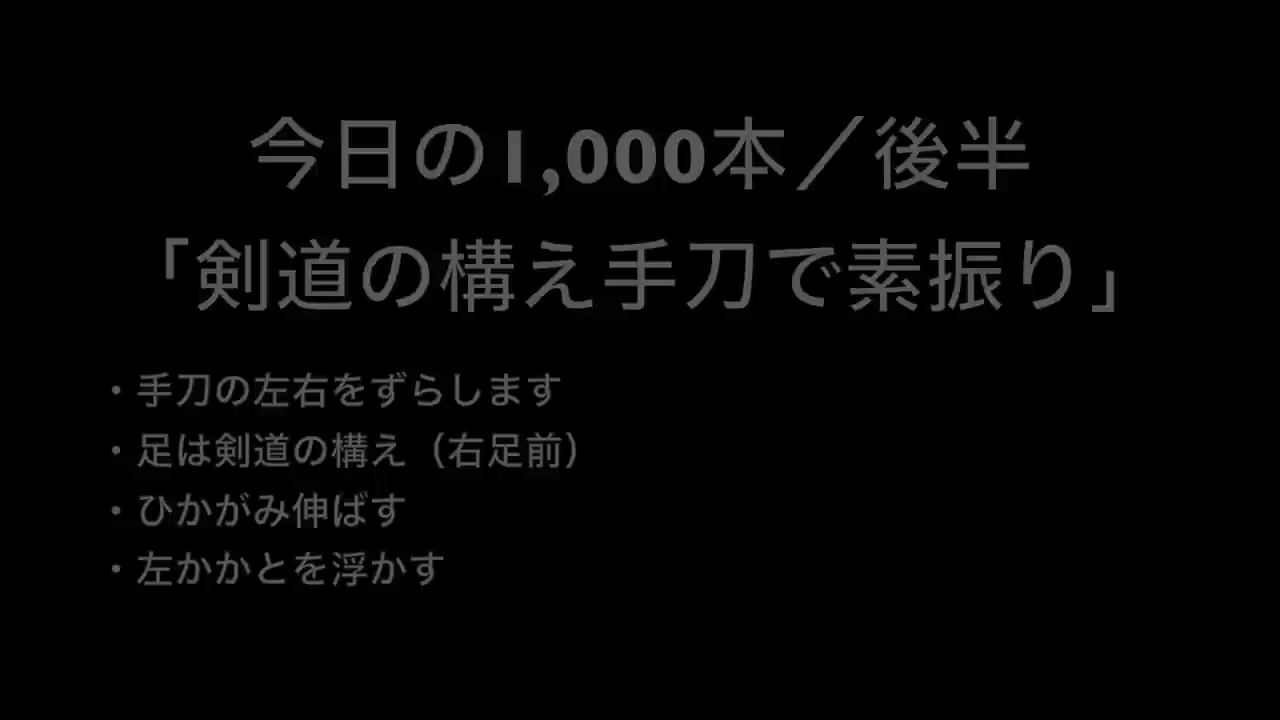 今日の1,000本／後半
「剣道の構え手刀で素振り」
・手刀の左右をずらします
・足は剣道の構え（右足前）
・ひかがみ伸ばす
・左かかとを浮かす